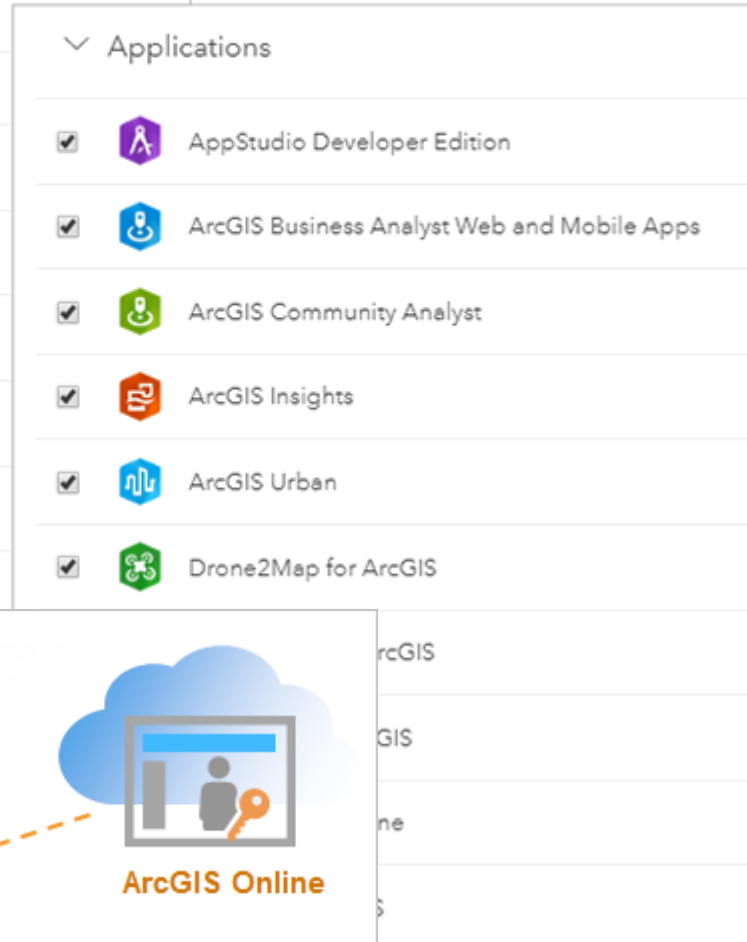 Applications
AppStudio Developer Edition
ArcGIS Business Analyst Web and Mobile Apps
ArcGIS Community Analyst
ArcGIS Insights
ArcGIS Urban
Drone2Map for ArcGIS
rcGIS
GIS
ne
S
ArcGIS Online